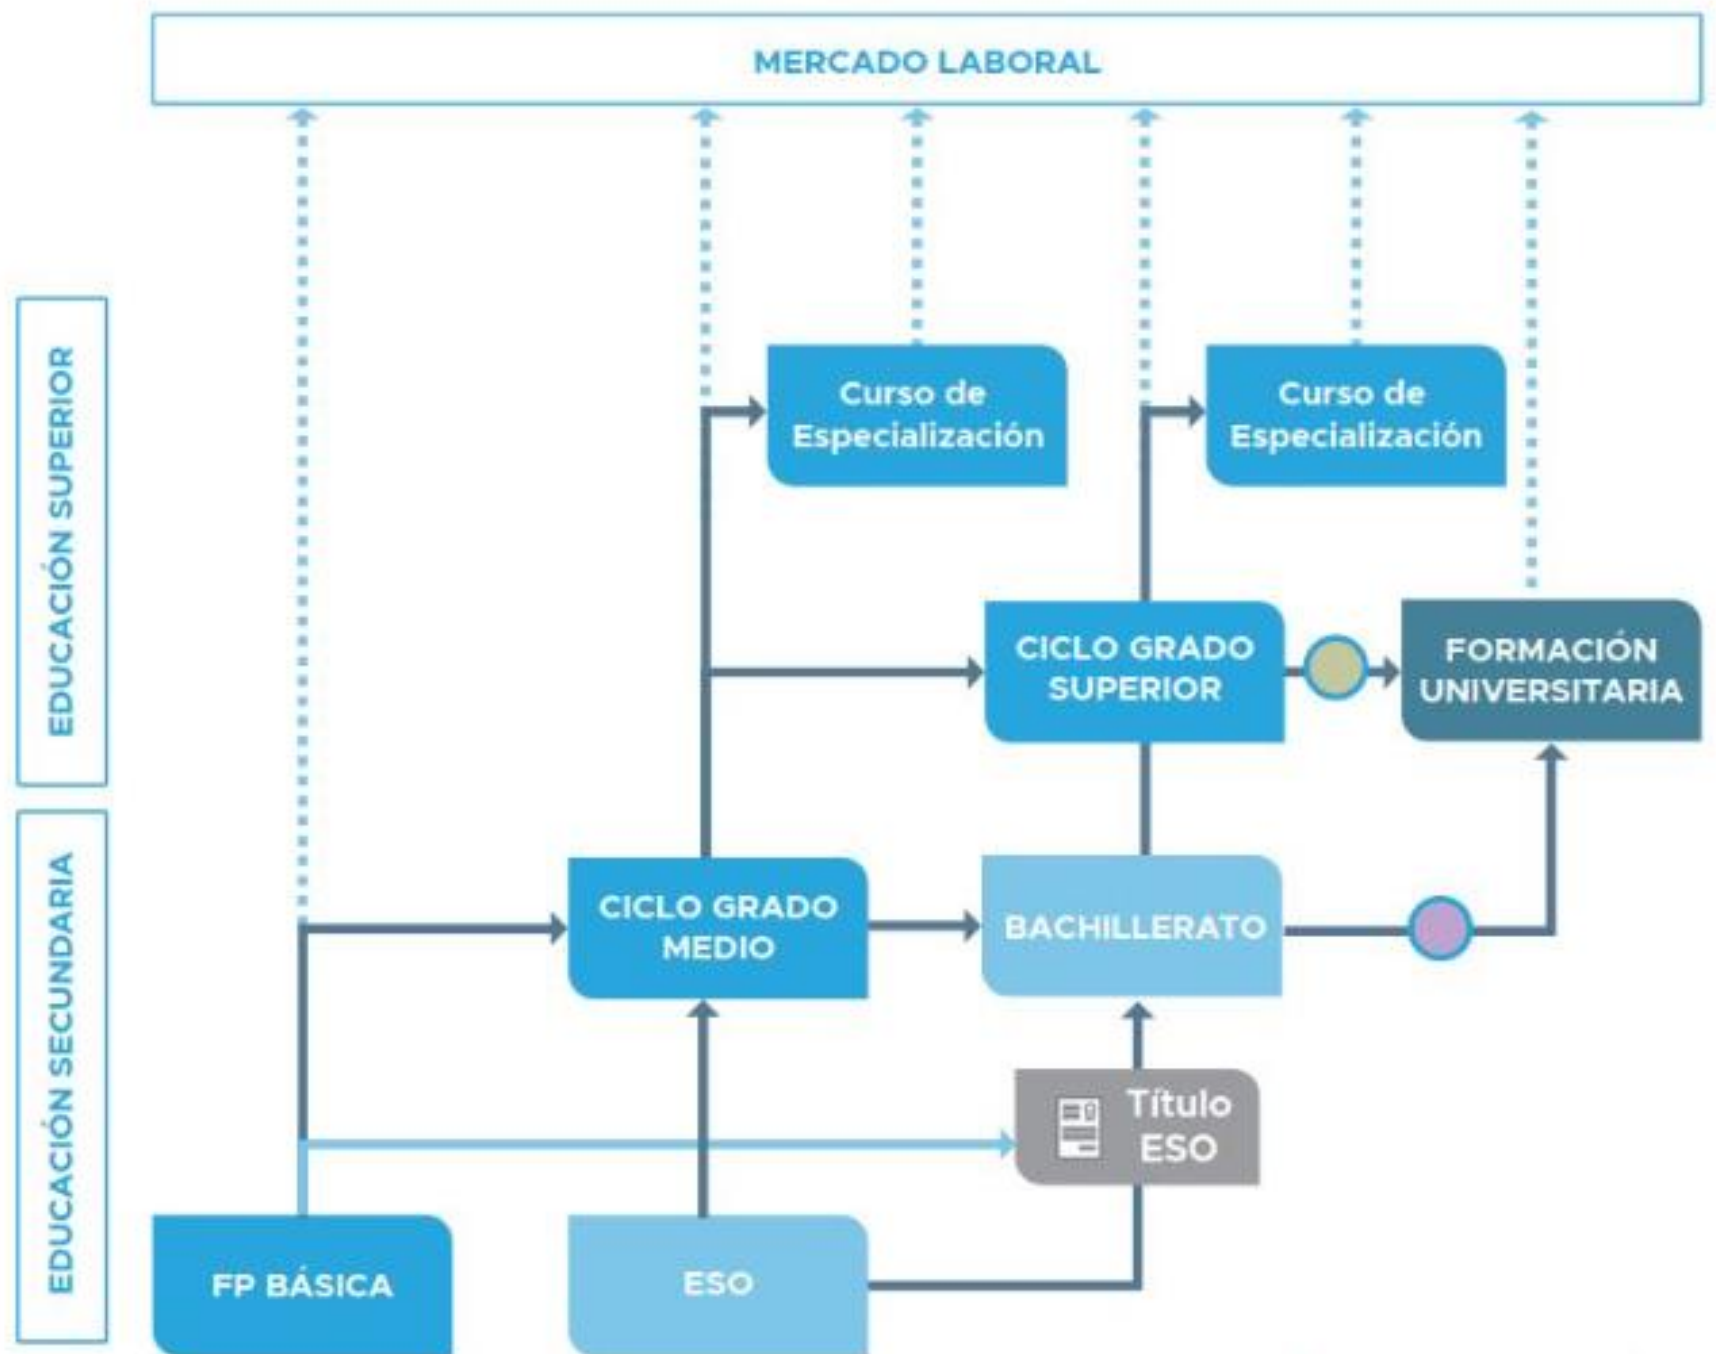 MERCADO LABORAL
EDUCACIÓN SUPERIOR
Curso de
Especialización
Curso de
Especialización
CICLO GRADO
SUPERIOR
FORMACIÓN
UNIVERSITARIA
EDUCACIÓN SECUNDARIA
CICLO GRADO
MEDIO
BACHILLERATO
Título
ESO
FP BÁSICA
ESO